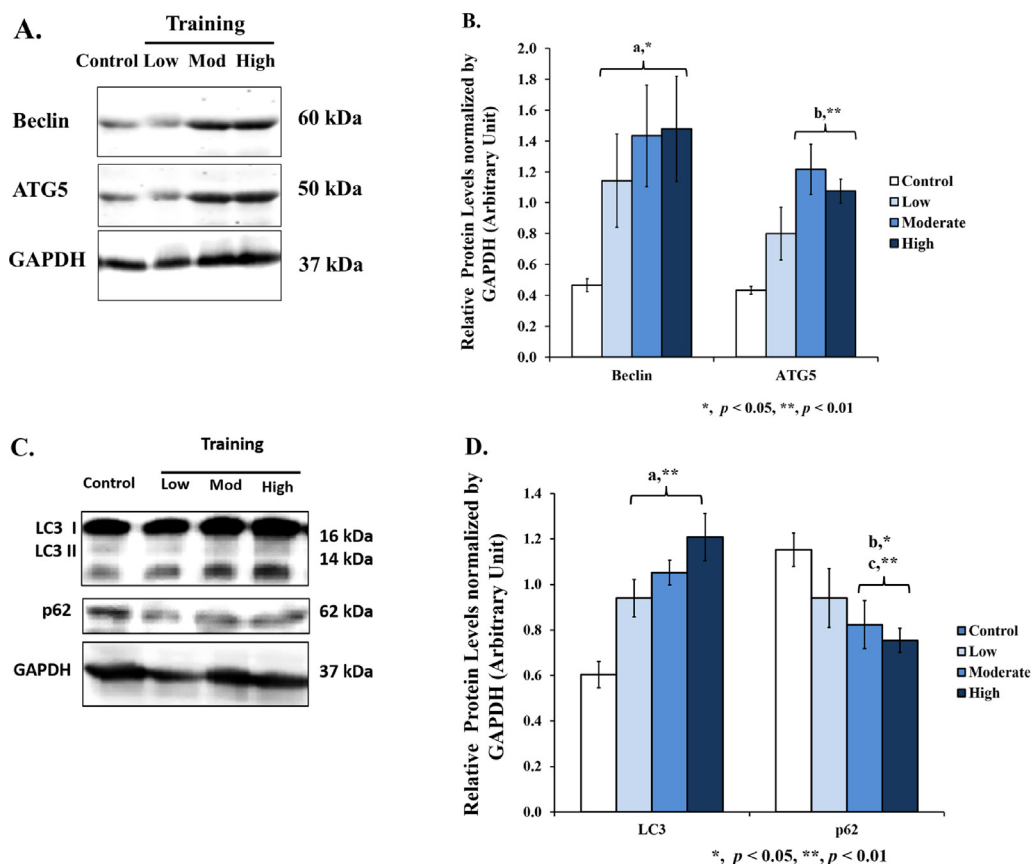 A.
Training
Control Low Mod High
Beclin 60 kDa
ATG5 50 kDa
GAPDH 37 kDa
B.
Relative Protein Levels normalized by
GAPDH (Arbitrary Unit)
2.0
1.8
1.6
1.4
1.2
1.0
0.8
0.6
0.4
0.2
0.0
a,*
b,**
Control
Low
Moderate
High
Beclin ATG5
*, p < 0.05, **, p < 0.01
C.
Training
Control Low Mod High
LC3 I 16 kDa
LC3 II 14 kDa
p62 62 kDa
GAPDH 37 kDa
D.
Relative Protein Levels normalized by
GAPDH (Arbitrary Unit)
1.4
1.2
1.0
0.8
0.6
0.4
0.2
0.0
a,**
b,*
c,**
Control
Low
Moderate
High
LC3 p62
*, p < 0.05, **, p < 0.01